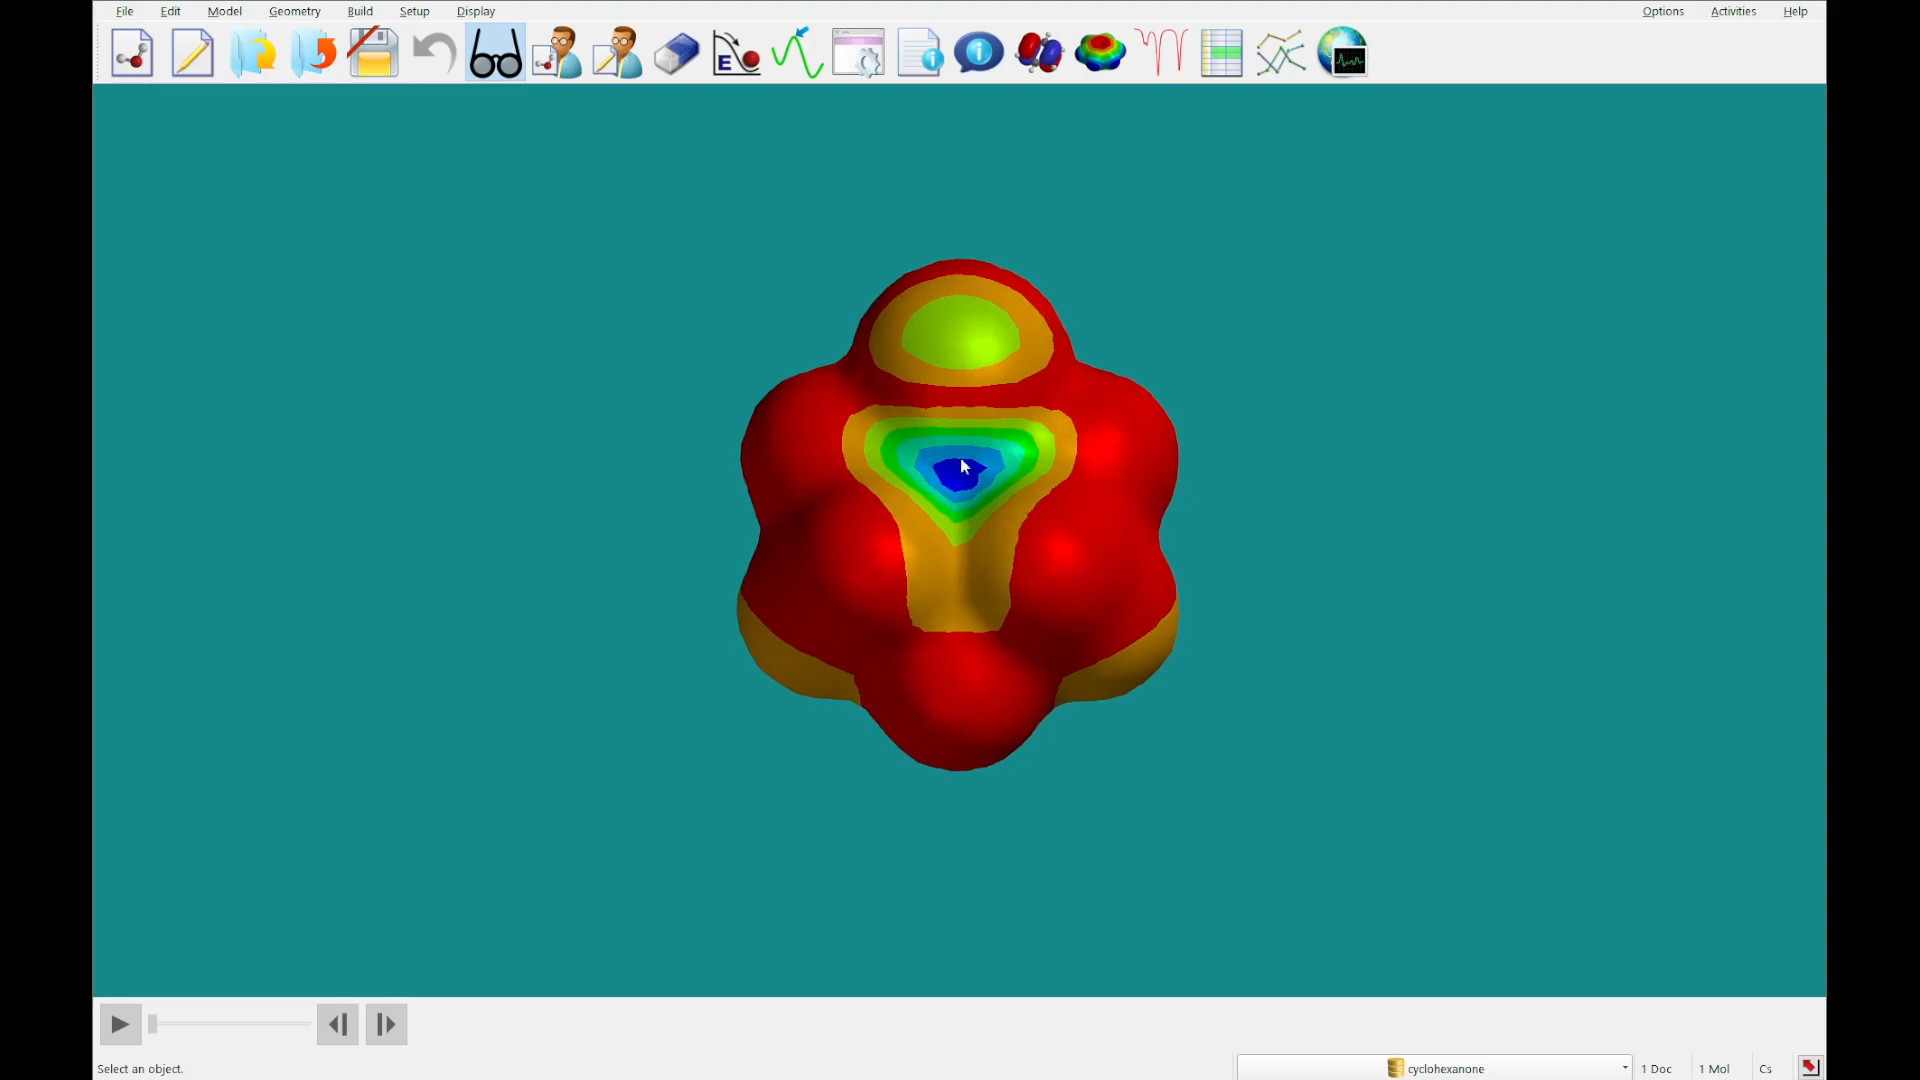 File Edit Model Geometry Build Setup Display Options Activities Help
E
Select an object.
cyclohexanone 1 Doc 1 Mol Cs